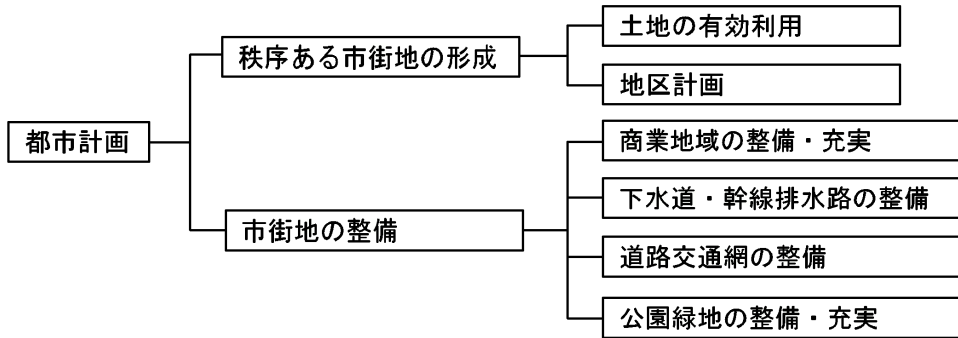 都市計画
秩序ある市街地の形成
土地の有効利用
地区計画
市街地の整備
商業地域の整備・充実
下水道・幹線排水路の整備
道路交通網の整備
公園緑地の整備・充実